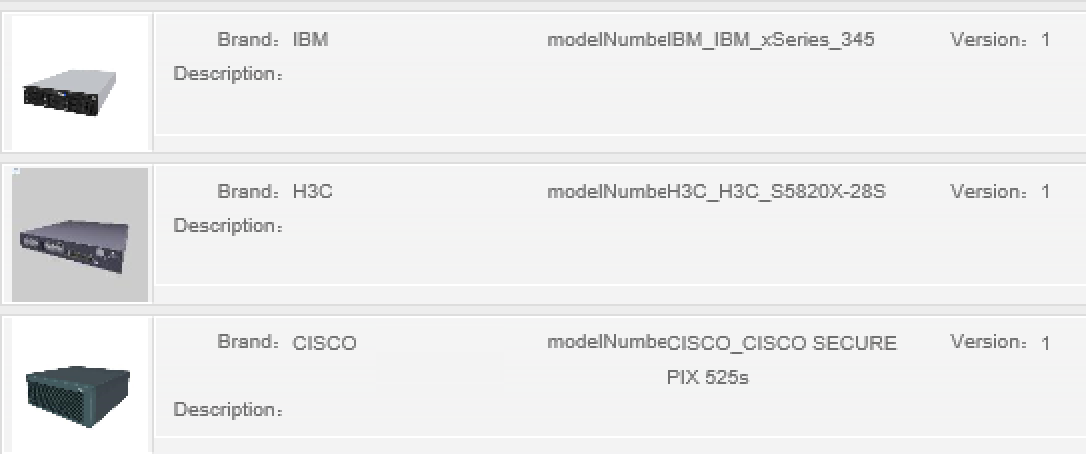 Brand： IBM modelNumbeIBM_IBM_xSeries_345 Version： 1
Description：
Brand： H3C modelNumbeH3C_H3C_S5820X-28S Version： 1
Description：
Brand： CISCO modelNumbeCISCO_CISCO SECURE Version： 1
PIX 525s
Description：